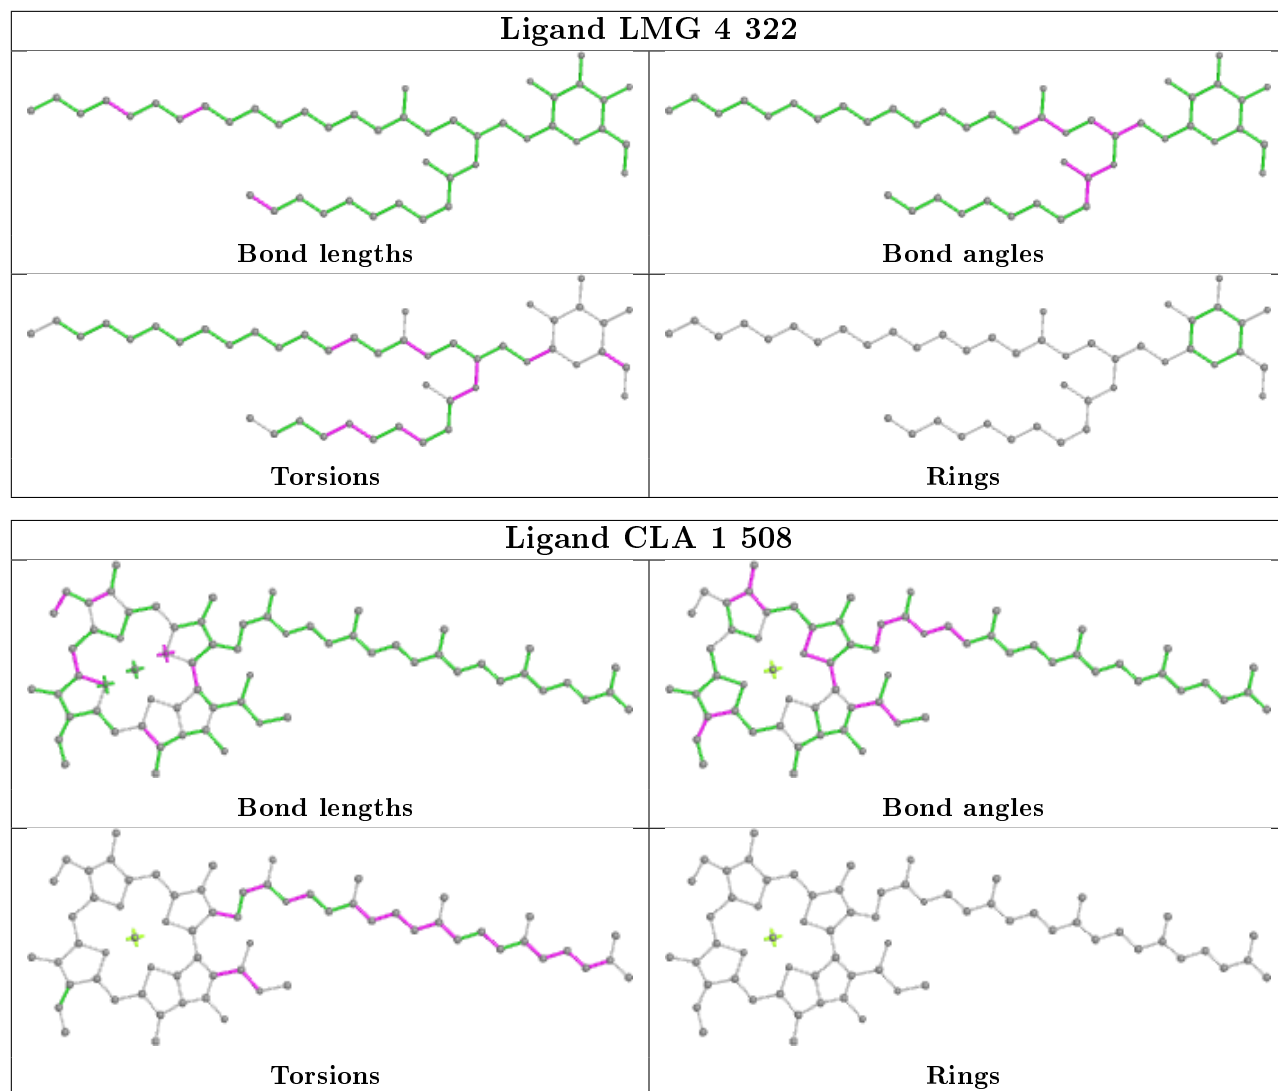 Ligand LMG 4 322
Bond lengths
Bond angles
Torsions
Rings
Ligand CLA 1 508
Bond lengths
Bond angles
Torsions
Rings